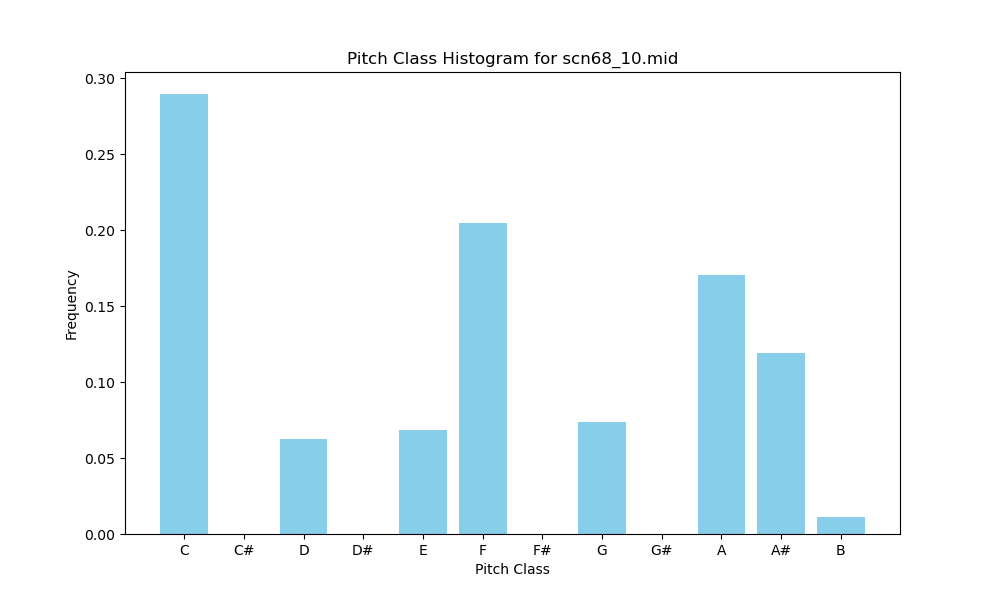 Pitch Class Histogram for scn68_10.mid
Frequency
0.30
0.25
0.20
0.15
0.10
0.05
0.00
C C# D D# E F F# G G# A A# B
Pitch Class